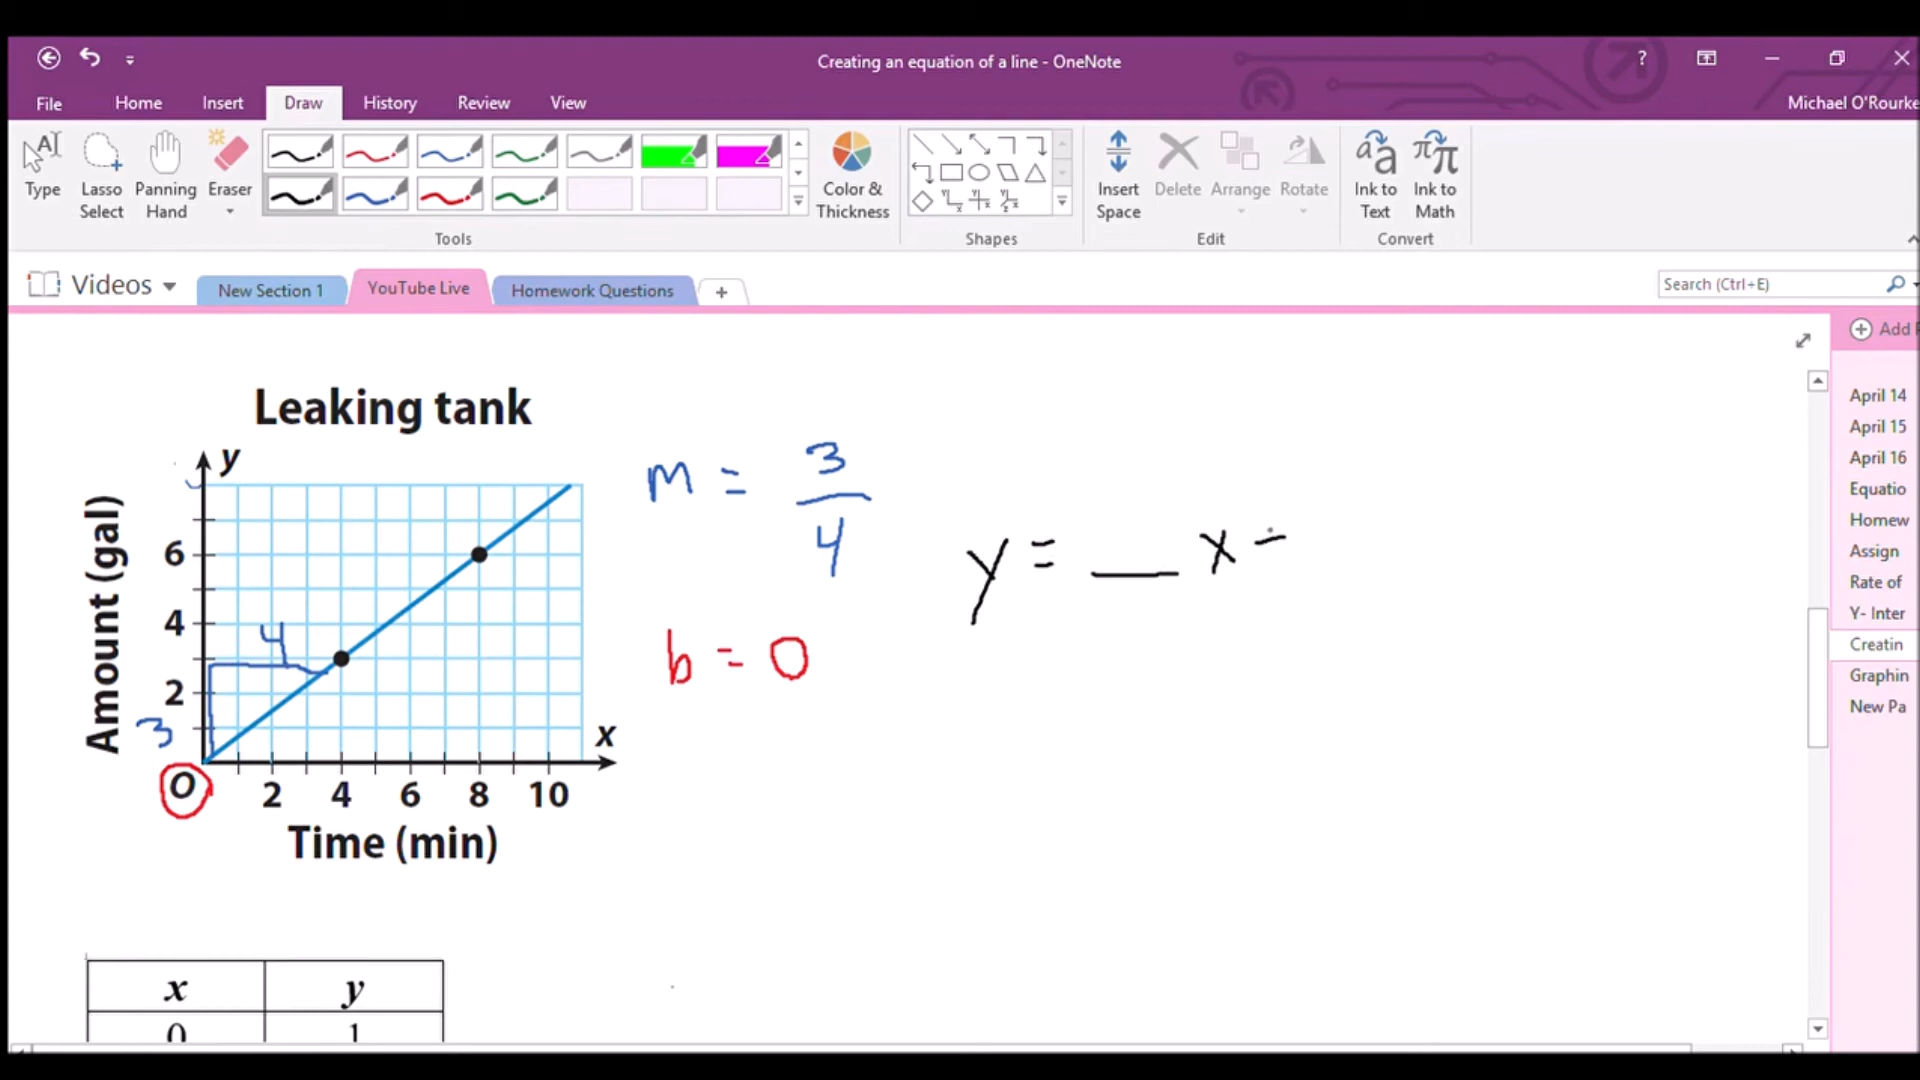 Creating an equation of a line - OneNote
?
File Home Insert Draw History Review View
Michael O'Rourke
Type Lasso Select Panning Hand Eraser
Color & Thickness
Insert Space Delete Arrange Rotate
Ink to Text Ink to Math
Tools Shapes Edit Convert
Videos New Section 1 YouTube Live Homework Questions +
Search (Ctrl+E)
Add
Leaking tank
y
Amount (gal)
6
4
2
O 2 4 6 8 10
x
Time (min)
3
4
m = 3/4
b = 0
y = __ x -
x y
0 1
April 14
April 15
April 16
Equatio
Homew
Assign
Rate of
Y- Inter
Creatin
Graphin
New Pa